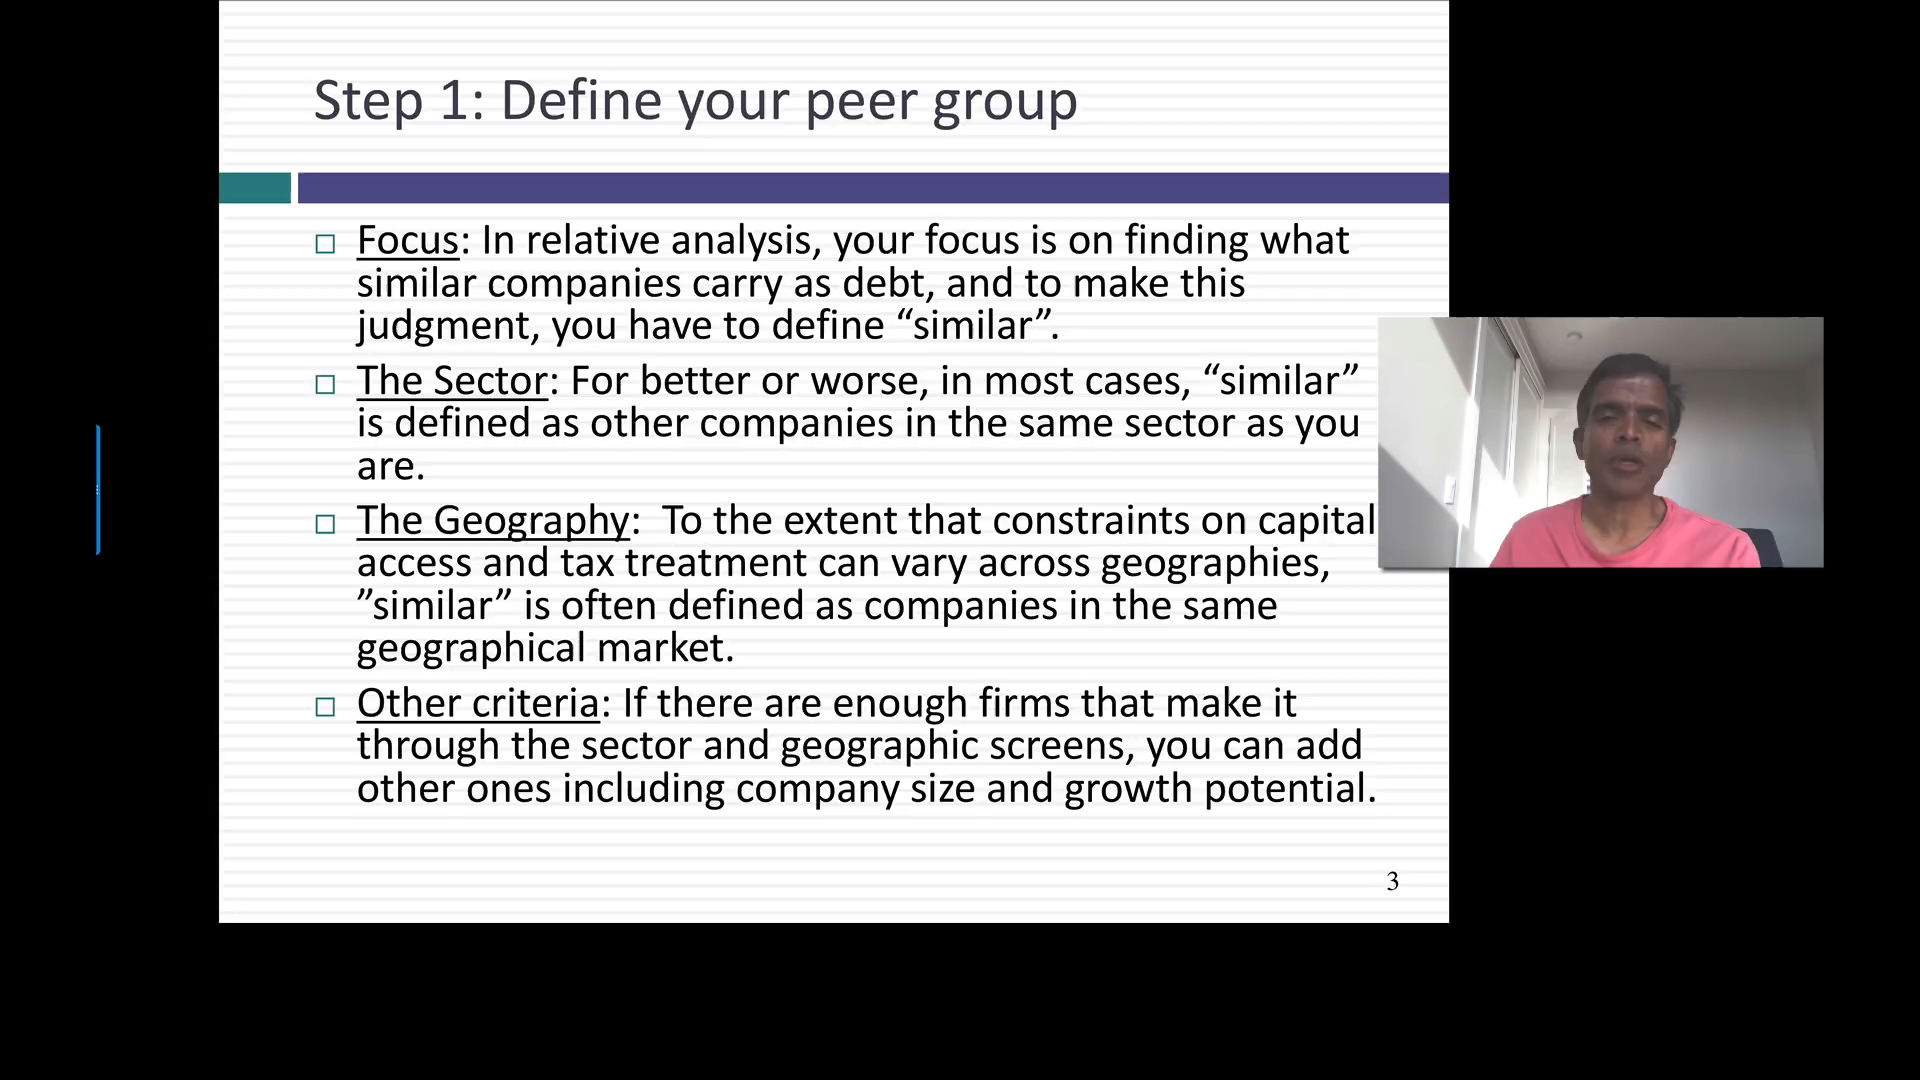 Step 1: Define your peer group
Focus: In relative analysis, your focus is on finding what
similar companies carry as debt, and to make this
judgment, you have to define “similar”.
The Sector: For better or worse, in most cases, “similar”
is defined as other companies in the same sector as you
are.
The Geography:  To the extent that constraints on capital
access and tax treatment can vary across geographies,
”similar” is often defined as companies in the same
geographical market.
Other criteria: If there are enough firms that make it
through the sector and geographic screens, you can add
other ones including company size and growth potential.
3